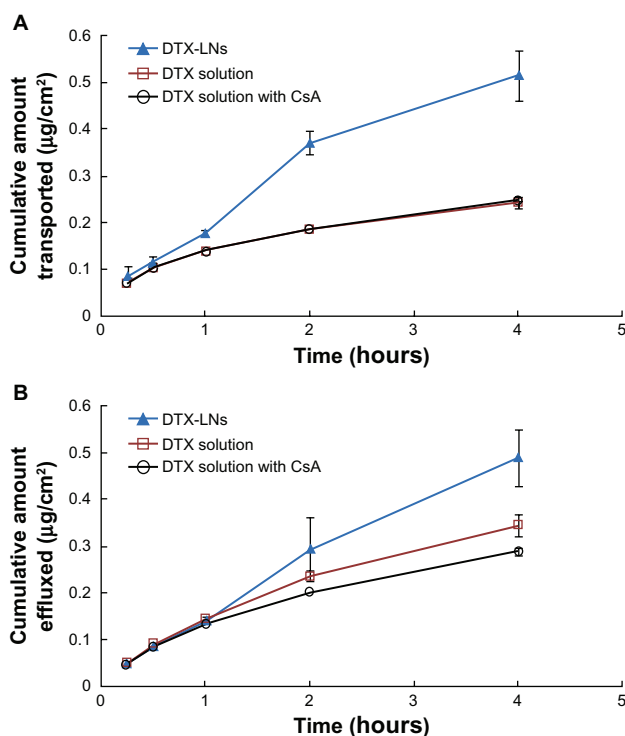 A
0.6
DTX-LNs
DTX solution
DTX solution with CsA
0.5
0.4
0.3
0.2
0.1
0
Cumulative amount
transported (μg/cm²)
0 1 2 3 4 5
Time (hours)
B
0.6
DTX-LNs
DTX solution
DTX solution with CsA
0.5
0.4
0.3
0.2
0.1
0
Cumulative amount
effluxed (μg/cm²)
0 1 2 3 4 5
Time (hours)